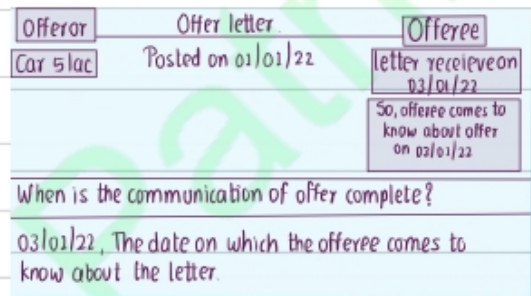 Offeror Offer letter. Offeree
Car 5lac Posted on 01/01/22 letter receieve on
03/01/22
So, offeree comes to
know about offer
on 03/01/22
When is the communication of offer complete?
03/01/22, The date on which the offeree comes to
know about the letter.